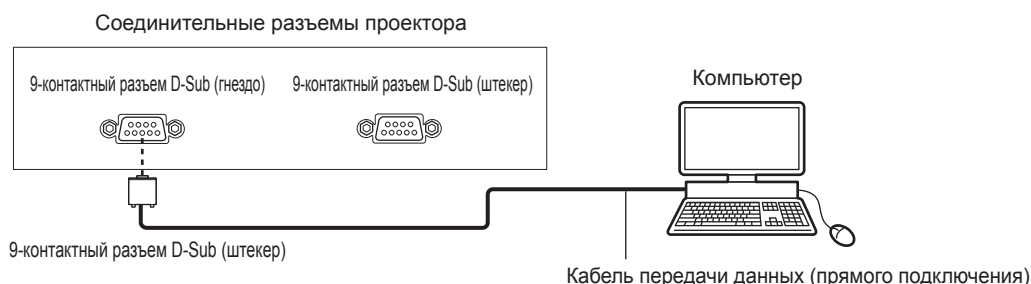 Соединительные разъемы проектора
9-контактный разъем D-Sub (гнездо)
9-контактный разъем D-Sub (штекер)
Компьютер
9-контактный разъем D-Sub (штекер)
Кабель передачи данных (прямого подключения)